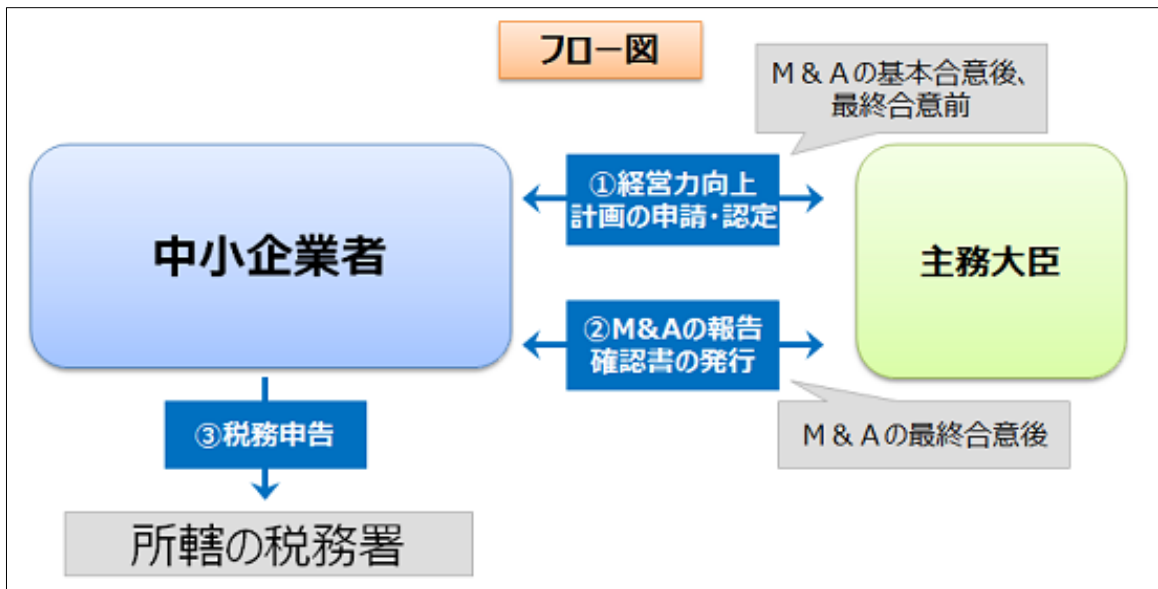 フロー図
M&Aの基本合意後、
最終合意前
①経営力向上
計画の申請・認定
中小企業者
主務大臣
②M&Aの報告
確認書の発行
M&Aの最終合意後
③税務申告
所轄の税務署